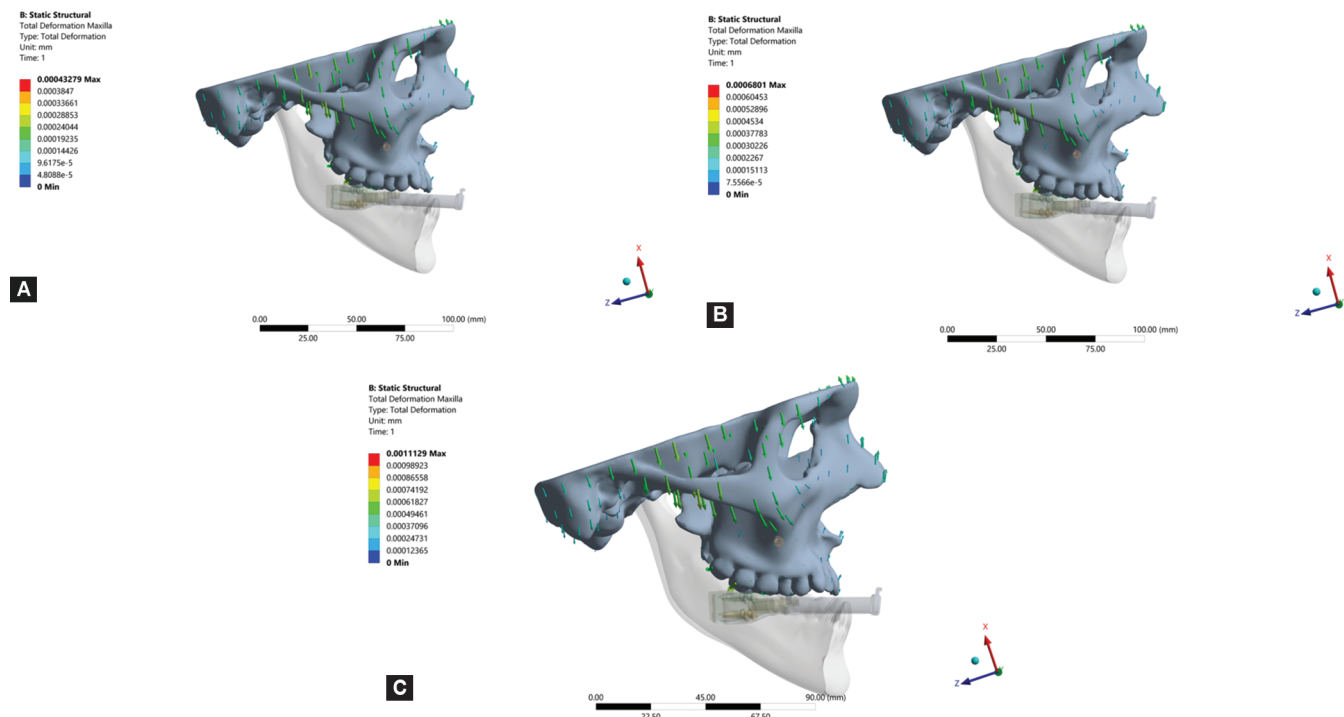 B: Static Structural
Total Deformation Maxilla
Type: Total Deformation
Unit: mm
Time: 1
0.00043279 Max
0.0003847
0.00033661
0.00028853
0.00024044
0.00019235
0.00014426
9.6175e-5
4.8088e-5
0 Min
X
Z
A
0.00 50.00 100.00 (mm)
25.00 75.00
B: Static Structural
Total Deformation Maxilla
Type: Total Deformation
Unit: mm
Time: 1
0.0006801 Max
0.00060453
0.00052896
0.0004534
0.00037783
0.00030226
0.0002267
0.00015113
7.5566e-5
0 Min
X
Z
B
0.00 50.00 100.00 (mm)
25.00 75.00
B: Static Structural
Total Deformation Maxilla
Type: Total Deformation
Unit: mm
Time: 1
0.0011129 Max
0.00098923
0.00086558
0.00074192
0.00061827
0.00049461
0.00037096
0.00024731
0.00012365
0 Min
X
Z
C
0.00 45.00 90.00 (mm)
22.50 67.50